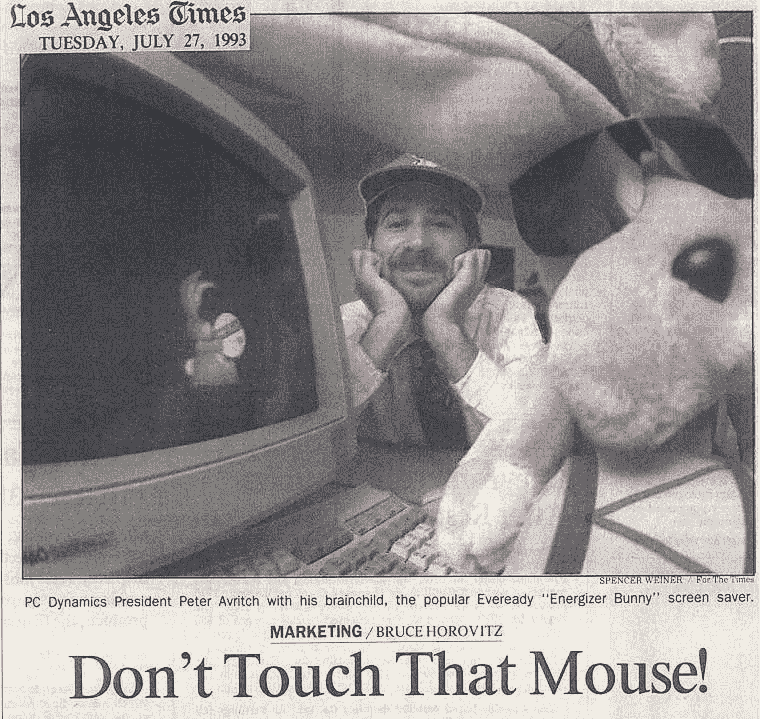 Los Angeles Times
TUESDAY, JULY 27, 1993
SPENCER WEINER / For The Times
PC Dynamics President Peter Avritch with his brainchild, the popular Eveready "Energizer Bunny" screen saver.
MARKETING / BRUCE HOROVITZ
Don't Touch That Mouse!